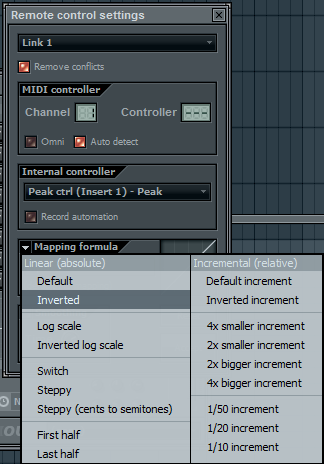 Remote control settings
Link 1
Remove conflicts
MIDI controller
Channel
Controller
Omni
Auto detect
Internal controller
Peak ctrl (Insert 1) - Peak
Record automation
Mapping formula
Linear (absolute)
Default
Inverted
Log scale
Inverted log scale
Switch
Steppy
Steppy (cents to semitones)
First half
Last half
Incremental (relative)
Default increment
Inverted increment
4x smaller increment
2x smaller increment
2x bigger increment
4x bigger increment
1/50 increment
1/20 increment
1/10 increment